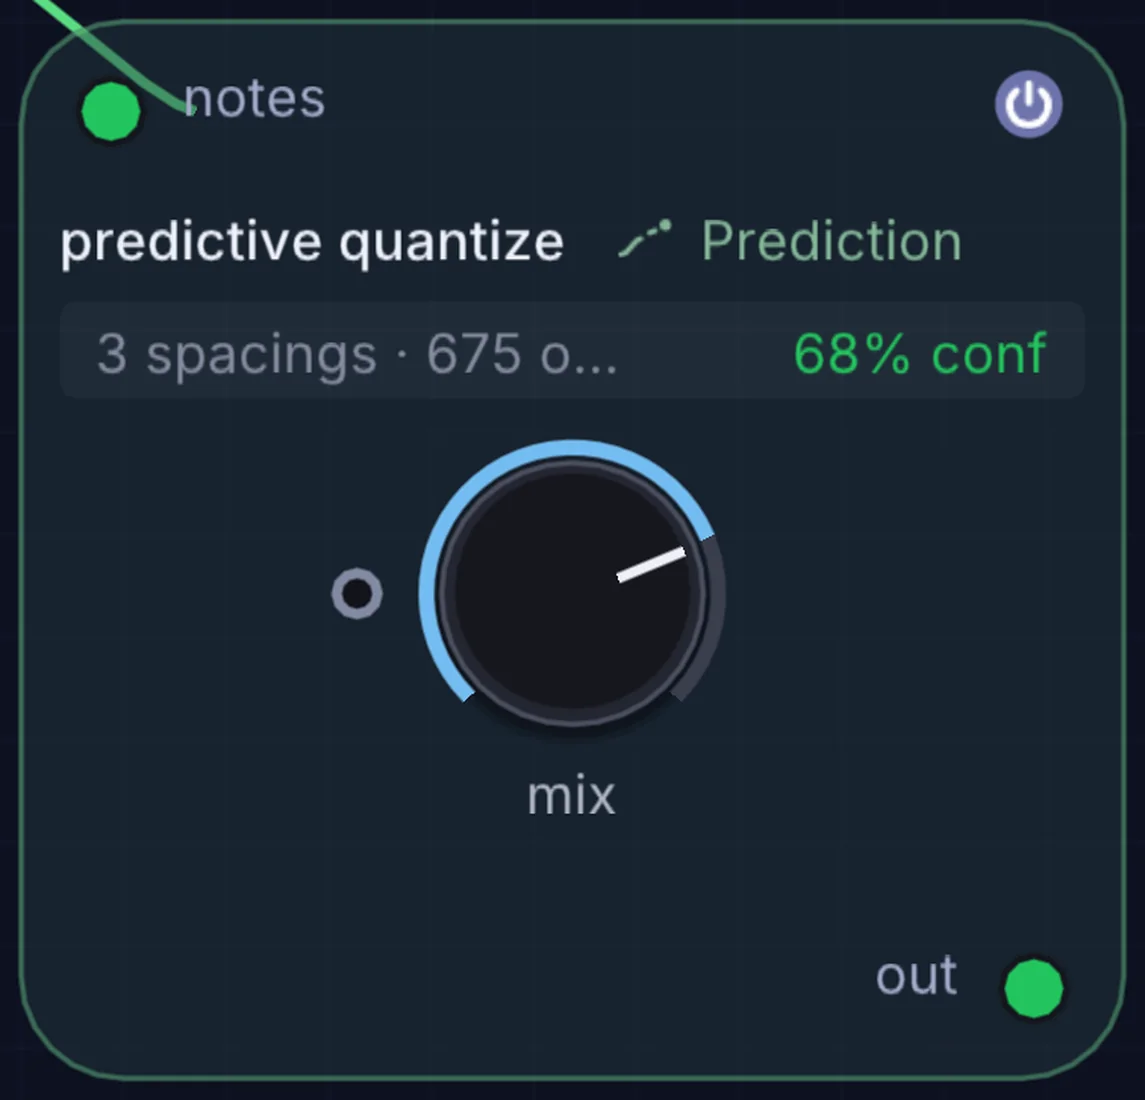 notes
predictive quantize Prediction
3 spacings · 675 o... 68% conf
mix
out